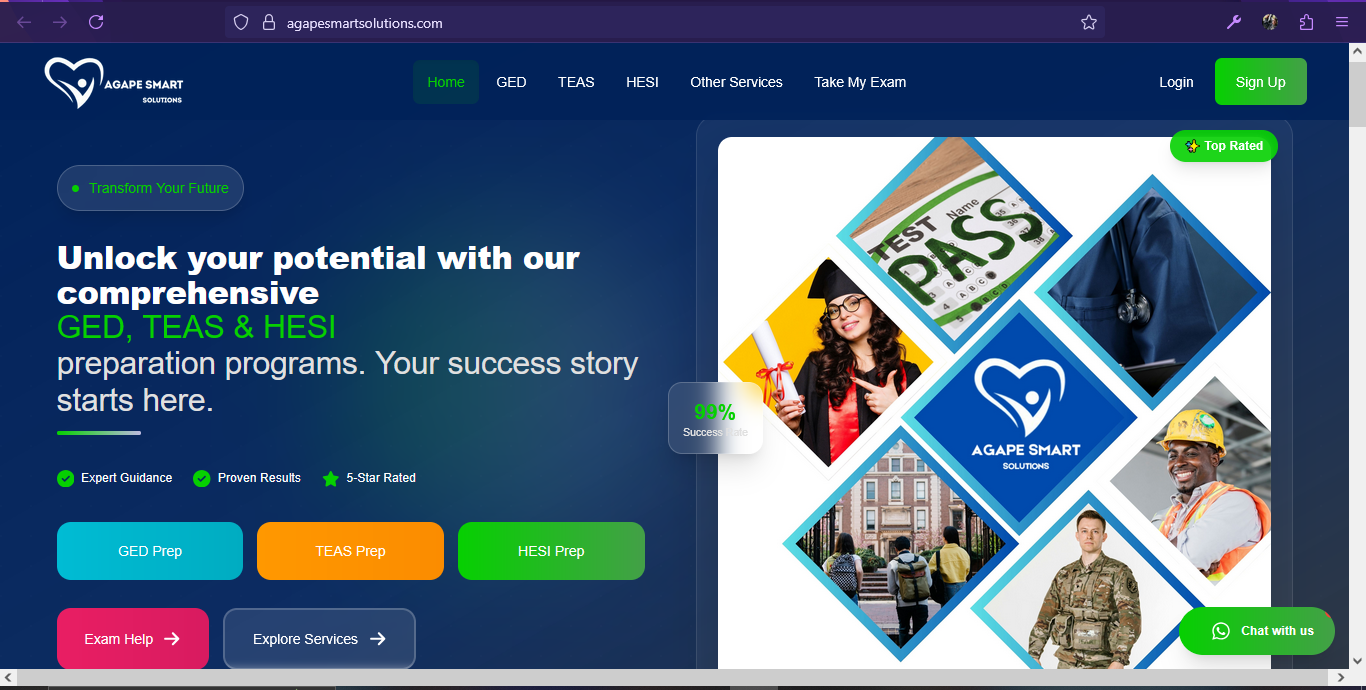 agapesmartsolutions.com
AGAPE SMART
SOLUTIONS
Home
GED
TEAS
HESI
Other Services
Take My Exam
Login
Sign Up
Transform Your Future
Unlock your potential with our
comprehensive
GED, TEAS & HESI
preparation programs. Your success story
starts here.
Expert Guidance
Proven Results
5-Star Rated
GED Prep
TEAS Prep
HESI Prep
Exam Help
Explore Services
Top Rated
TEST
Name
PASS
99%
Success Rate
AGAPE SMART
SOLUTIONS
Chat with us